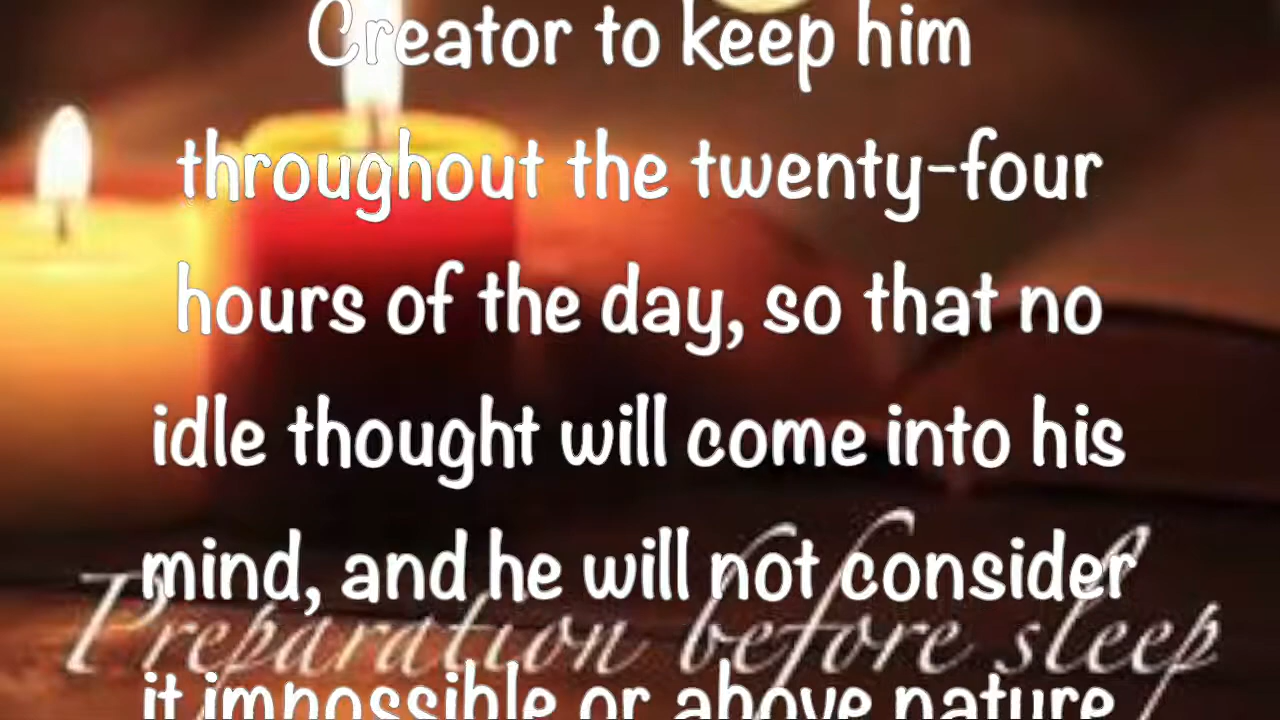 Creator to keep him
throughout the twenty-four
hours of the day, so that no
idle thought will come into his
mind, and he will not consider
Preparation before sleep
it impossible or above nature